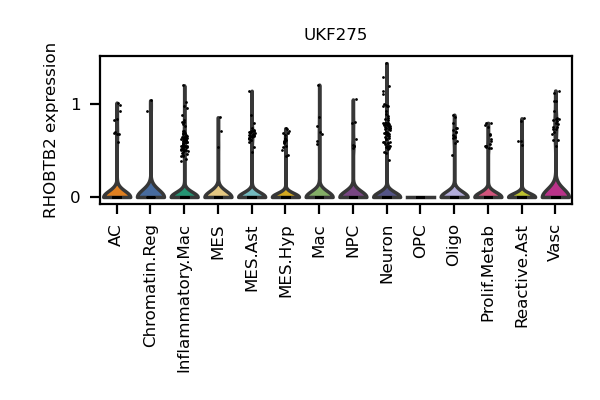 UKF275
RHOBTB2 expression
1
0
AC
Chromatin.Reg
Inflammatory.Mac
MES
MES.Ast
MES.Hyp
Mac
NPC
Neuron
OPC
Oligo
Prolif.Metab
Reactive.Ast
Vasc